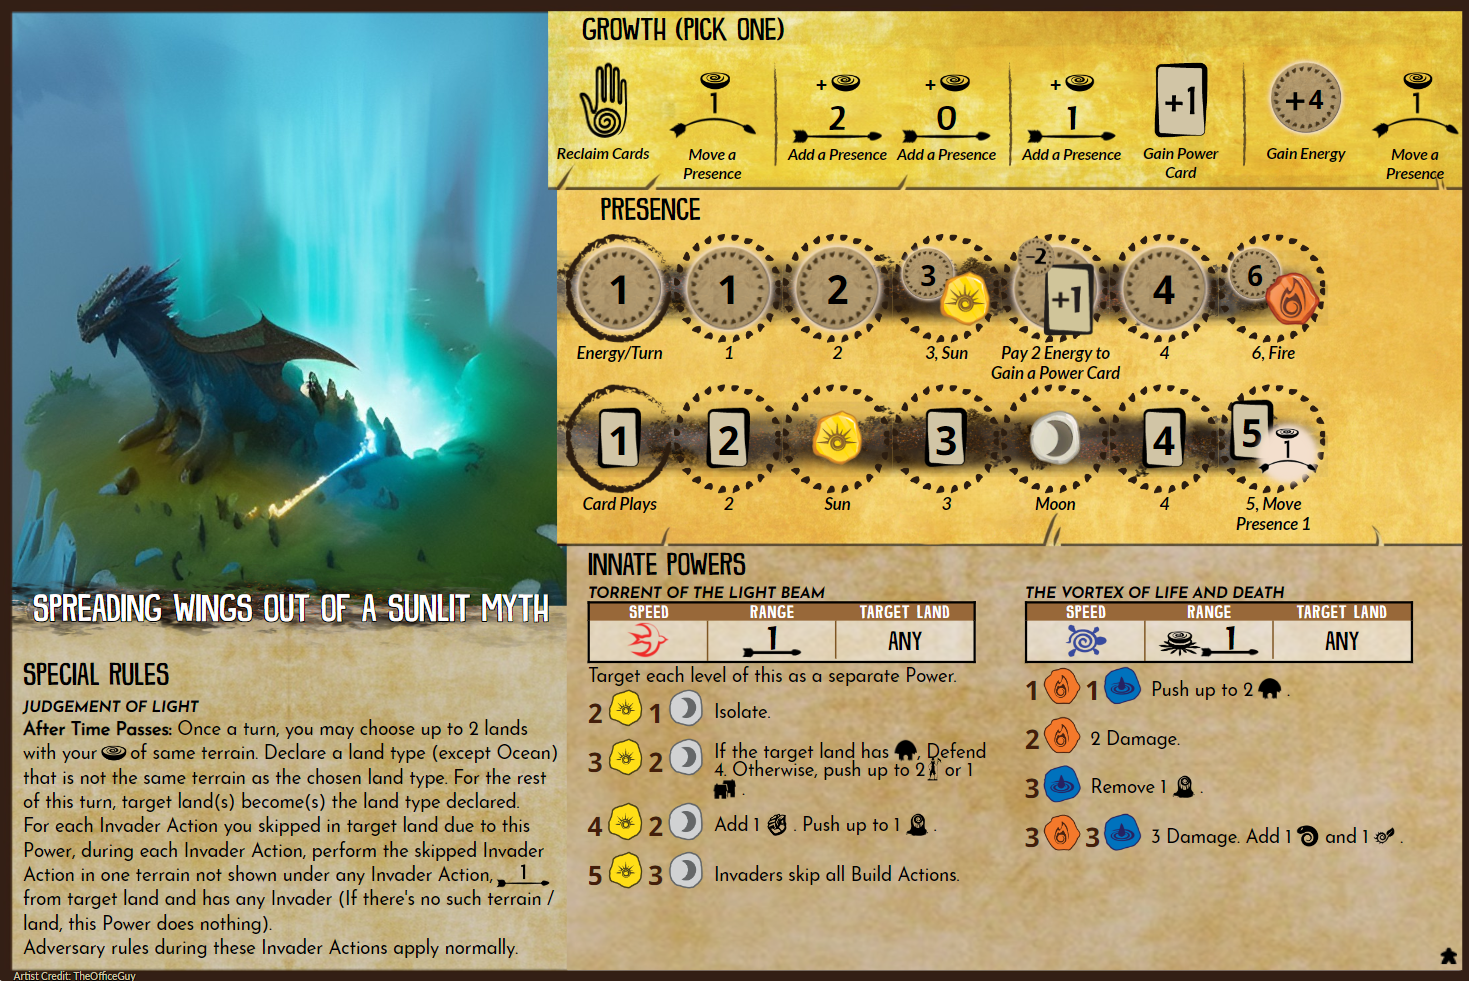 GROWTH (PICK ONE)
1
+
2
+
0
+
1
+1
+4
1
Reclaim Cards
Move a
Presence
Add a Presence
Add a Presence
Add a Presence
Gain Power
Card
Gain Energy
Move a
Presence
PRESENCE
1
1
2
3
-2
+1
4
6
Energy/Turn
1
2
3, Sun
Pay 2 Energy to
Gain a Power Card
4
6, Fire
1
2
3
4
5
1
Card Plays
2
Sun
3
Moon
4
5, Move
Presence 1
SPREADING WINGS OUT OF A SUNLIT MYTH
SPECIAL RULES
JUDGEMENT OF LIGHT
After Time Passes: Once a turn, you may choose up to 2 lands
with your of same terrain. Declare a land type (except Ocean)
that is not the same terrain as the chosen land type. For the rest
of this turn, target land(s) become(s) the land type declared.
For each Invader Action you skipped in target land due to this
Power, during each Invader Action, perform the skipped Invader
Action in one terrain not shown under any Invader Action, 1
from target land and has any Invader (If there's no such terrain /
land, this Power does nothing).
Adversary rules during these Invader Actions apply normally.
Artist Credit: TheOfficeGuy
INNATE POWERS
TORRENT OF THE LIGHT BEAM
SPEED RANGE TARGET LAND
1 ANY
Target each level of this as a separate Power.
2 1 Isolate.
3 2 If the target land has , Defend
4. Otherwise, push up to 2 or 1
.
4 2 Add 1 . Push up to 1 .
5 3 Invaders skip all Build Actions.
THE VORTEX OF LIFE AND DEATH
SPEED RANGE TARGET LAND
1 ANY
1 1 Push up to 2 .
2 2 Damage.
3 Remove 1 .
3 3 3 Damage. Add 1 and 1 .